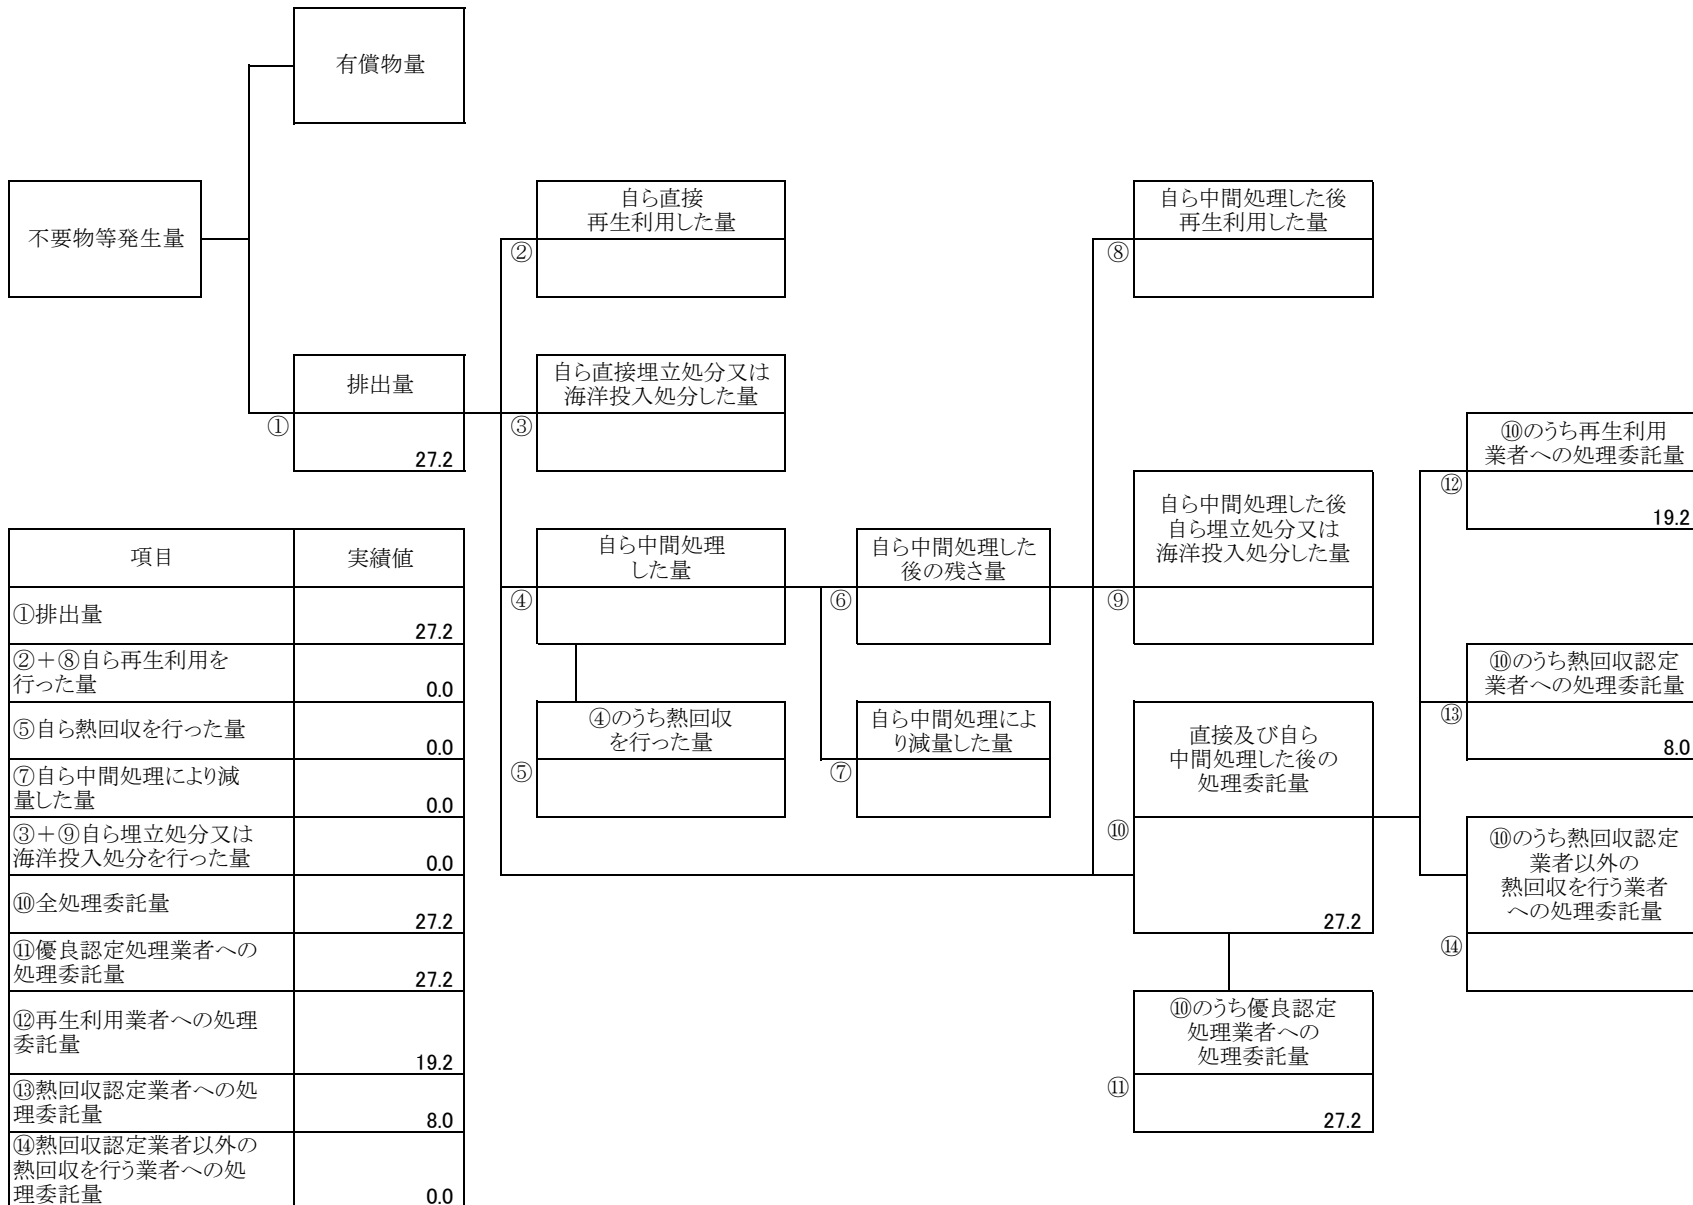 有償物量
不要物等発生量
自ら直接
再生利用した量
②
自ら中間処理した後
再生利用した量
⑧
排出量
①
27.2
自ら直接埋立処分又は
海洋投入処分した量
③
⑩のうち再生利用
業者への処理委託量
⑫
19.2
自ら中間処理
した量
④
自ら中間処理した
後の残さ量
⑥
自ら中間処理した後
自ら埋立処分又は
海洋投入処分した量
⑨
④のうち熱回収
を行った量
⑤
自ら中間処理によ
り減量した量
⑦
直接及び自ら
中間処理した後の
処理委託量
⑩
27.2
⑩のうち熱回収認定
業者への処理委託量
⑬
8.0
⑩のうち熱回収認定
業者以外の
熱回収を行う業者
への処理委託量
⑭
⑩のうち優良認定
処理業者への
処理委託量
⑪
27.2
項目 実績値
①排出量
27.2
②+⑧自ら再生利用を
行った量
0.0
⑤自ら熱回収を行った量
0.0
⑦自ら中間処理により減
量した量
0.0
③+⑨自ら埋立処分又は
海洋投入処分を行った量
0.0
⑩全処理委託量
27.2
⑪優良認定処理業者への
処理委託量
27.2
⑫再生利用業者への処理
委託量
19.2
⑬熱回収認定業者への処
理委託量
8.0
⑭熱回収認定業者以外の
熱回収を行う業者への処
理委託量
0.0